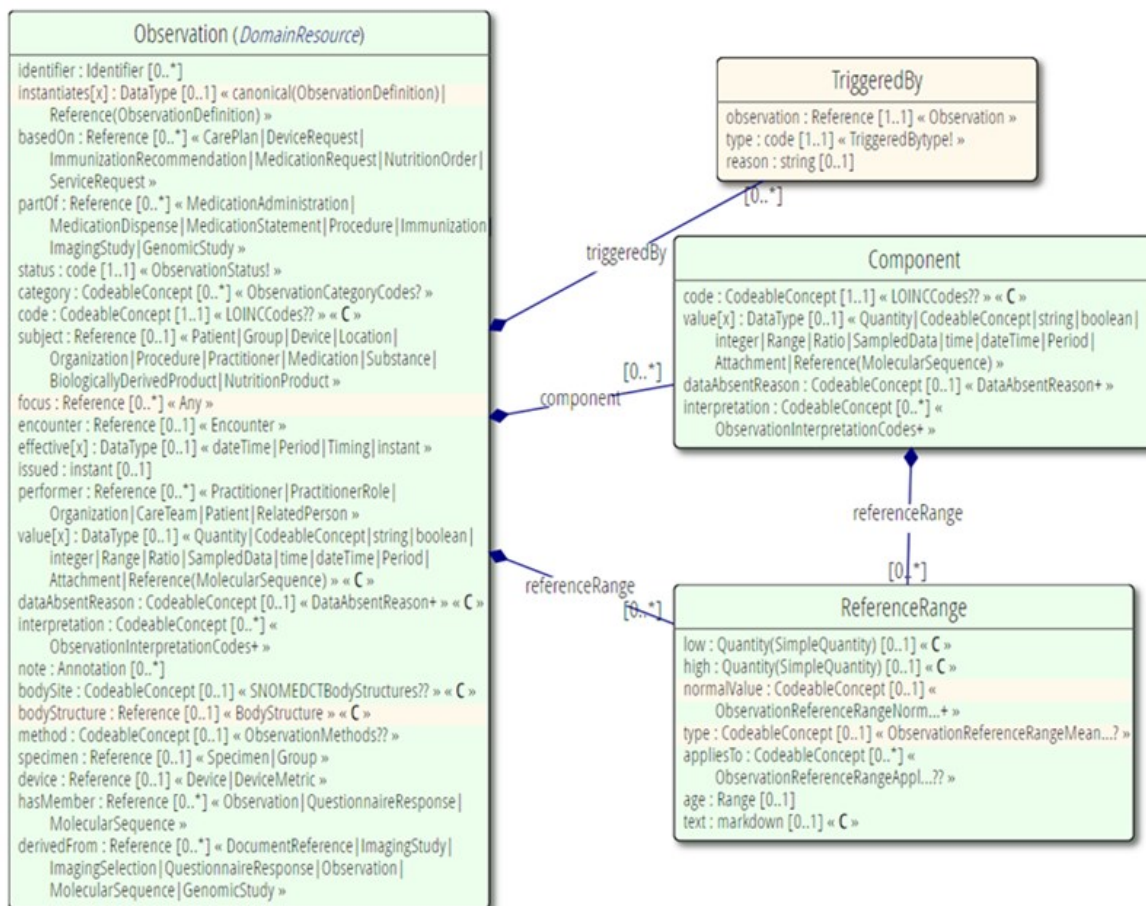 Observation (DomainResource)
identifier : Identifier [0..*]
instantiates[x] : DataType [0..1] « canonical(ObservationDefinition)|
Reference(ObservationDefinition) »
basedOn : Reference [0..*] « CarePlan|DeviceRequest|
ImmunizationRecommendation|MedicationRequest|NutritionOrder|
ServiceRequest »
partOf : Reference [0..*] « MedicationAdministration|
MedicationDispense|MedicationStatement|Procedure|Immunization|
ImagingStudy|GenomicStudy »
status : code [1..1] « ObservationStatus! »
category : CodeableConcept [0..*] « ObservationCategoryCodes? »
code : CodeableConcept [1..1] « LOINCCodes?? » « C »
subject : Reference [0..1] « Patient|Group|Device|Location|
Organization|Procedure|Practitioner|Medication|Substance|
BiologicallyDerivedProduct|NutritionProduct »
focus : Reference [0..*] « Any »
encounter : Reference [0..1] « Encounter »
effective[x] : DataType [0..1] « dateTime|Period|Timing|instant »
issued : instant [0..1]
performer : Reference [0..*] « Practitioner|PractitionerRole|
Organization|CareTeam|Patient|RelatedPerson »
value[x] : DataType [0..1] « Quantity|CodeableConcept|string|boolean|
integer|Range|Ratio|SampledData|time|dateTime|Period|
Attachment|Reference(MolecularSequence) » « C »
dataAbsentReason : CodeableConcept [0..1] « DataAbsentReason+ » « C »
interpretation : CodeableConcept [0..*] «
ObservationInterpretationCodes+ »
note : Annotation [0..*]
bodySite : CodeableConcept [0..1] « SNOMEDCTBodyStructures?? » « C »
bodyStructure : Reference [0..1] « BodyStructure » « C »
method : CodeableConcept [0..1] « ObservationMethods?? »
specimen : Reference [0..1] « Specimen|Group »
device : Reference [0..1] « Device|DeviceMetric »
hasMember : Reference [0..*] « Observation|QuestionnaireResponse|
MolecularSequence »
derivedFrom : Reference [0..*] « DocumentReference|ImagingStudy|
ImagingSelection|QuestionnaireResponse|Observation|
MolecularSequence|GenomicStudy »
TriggeredBy
observation : Reference [1..1] « Observation »
type : code [1..1] « TriggeredBytype! »
reason : string [0..1]
[0..*]
triggeredBy
Component
code : CodeableConcept [1..1] « LOINCCodes?? » « C »
value[x] : DataType [0..1] « Quantity|CodeableConcept|string|boolean|
integer|Range|Ratio|SampledData|time|dateTime|Period|
Attachment|Reference(MolecularSequence) »
dataAbsentReason : CodeableConcept [0..1] « DataAbsentReason+ »
interpretation : CodeableConcept [0..*] «
ObservationInterpretationCodes+ »
[0..*]
component
referenceRange
[0..*]
referenceRange
[0..*]
ReferenceRange
low : Quantity(SimpleQuantity) [0..1] « C »
high : Quantity(SimpleQuantity) [0..1] « C »
normalValue : CodeableConcept [0..1] «
ObservationReferenceRangeNorm...+ »
type : CodeableConcept [0..1] « ObservationReferenceRangeMean...? »
appliesTo : CodeableConcept [0..*] «
ObservationReferenceRangeAppl...?? »
age : Range [0..1]
text : markdown [0..1] « C »